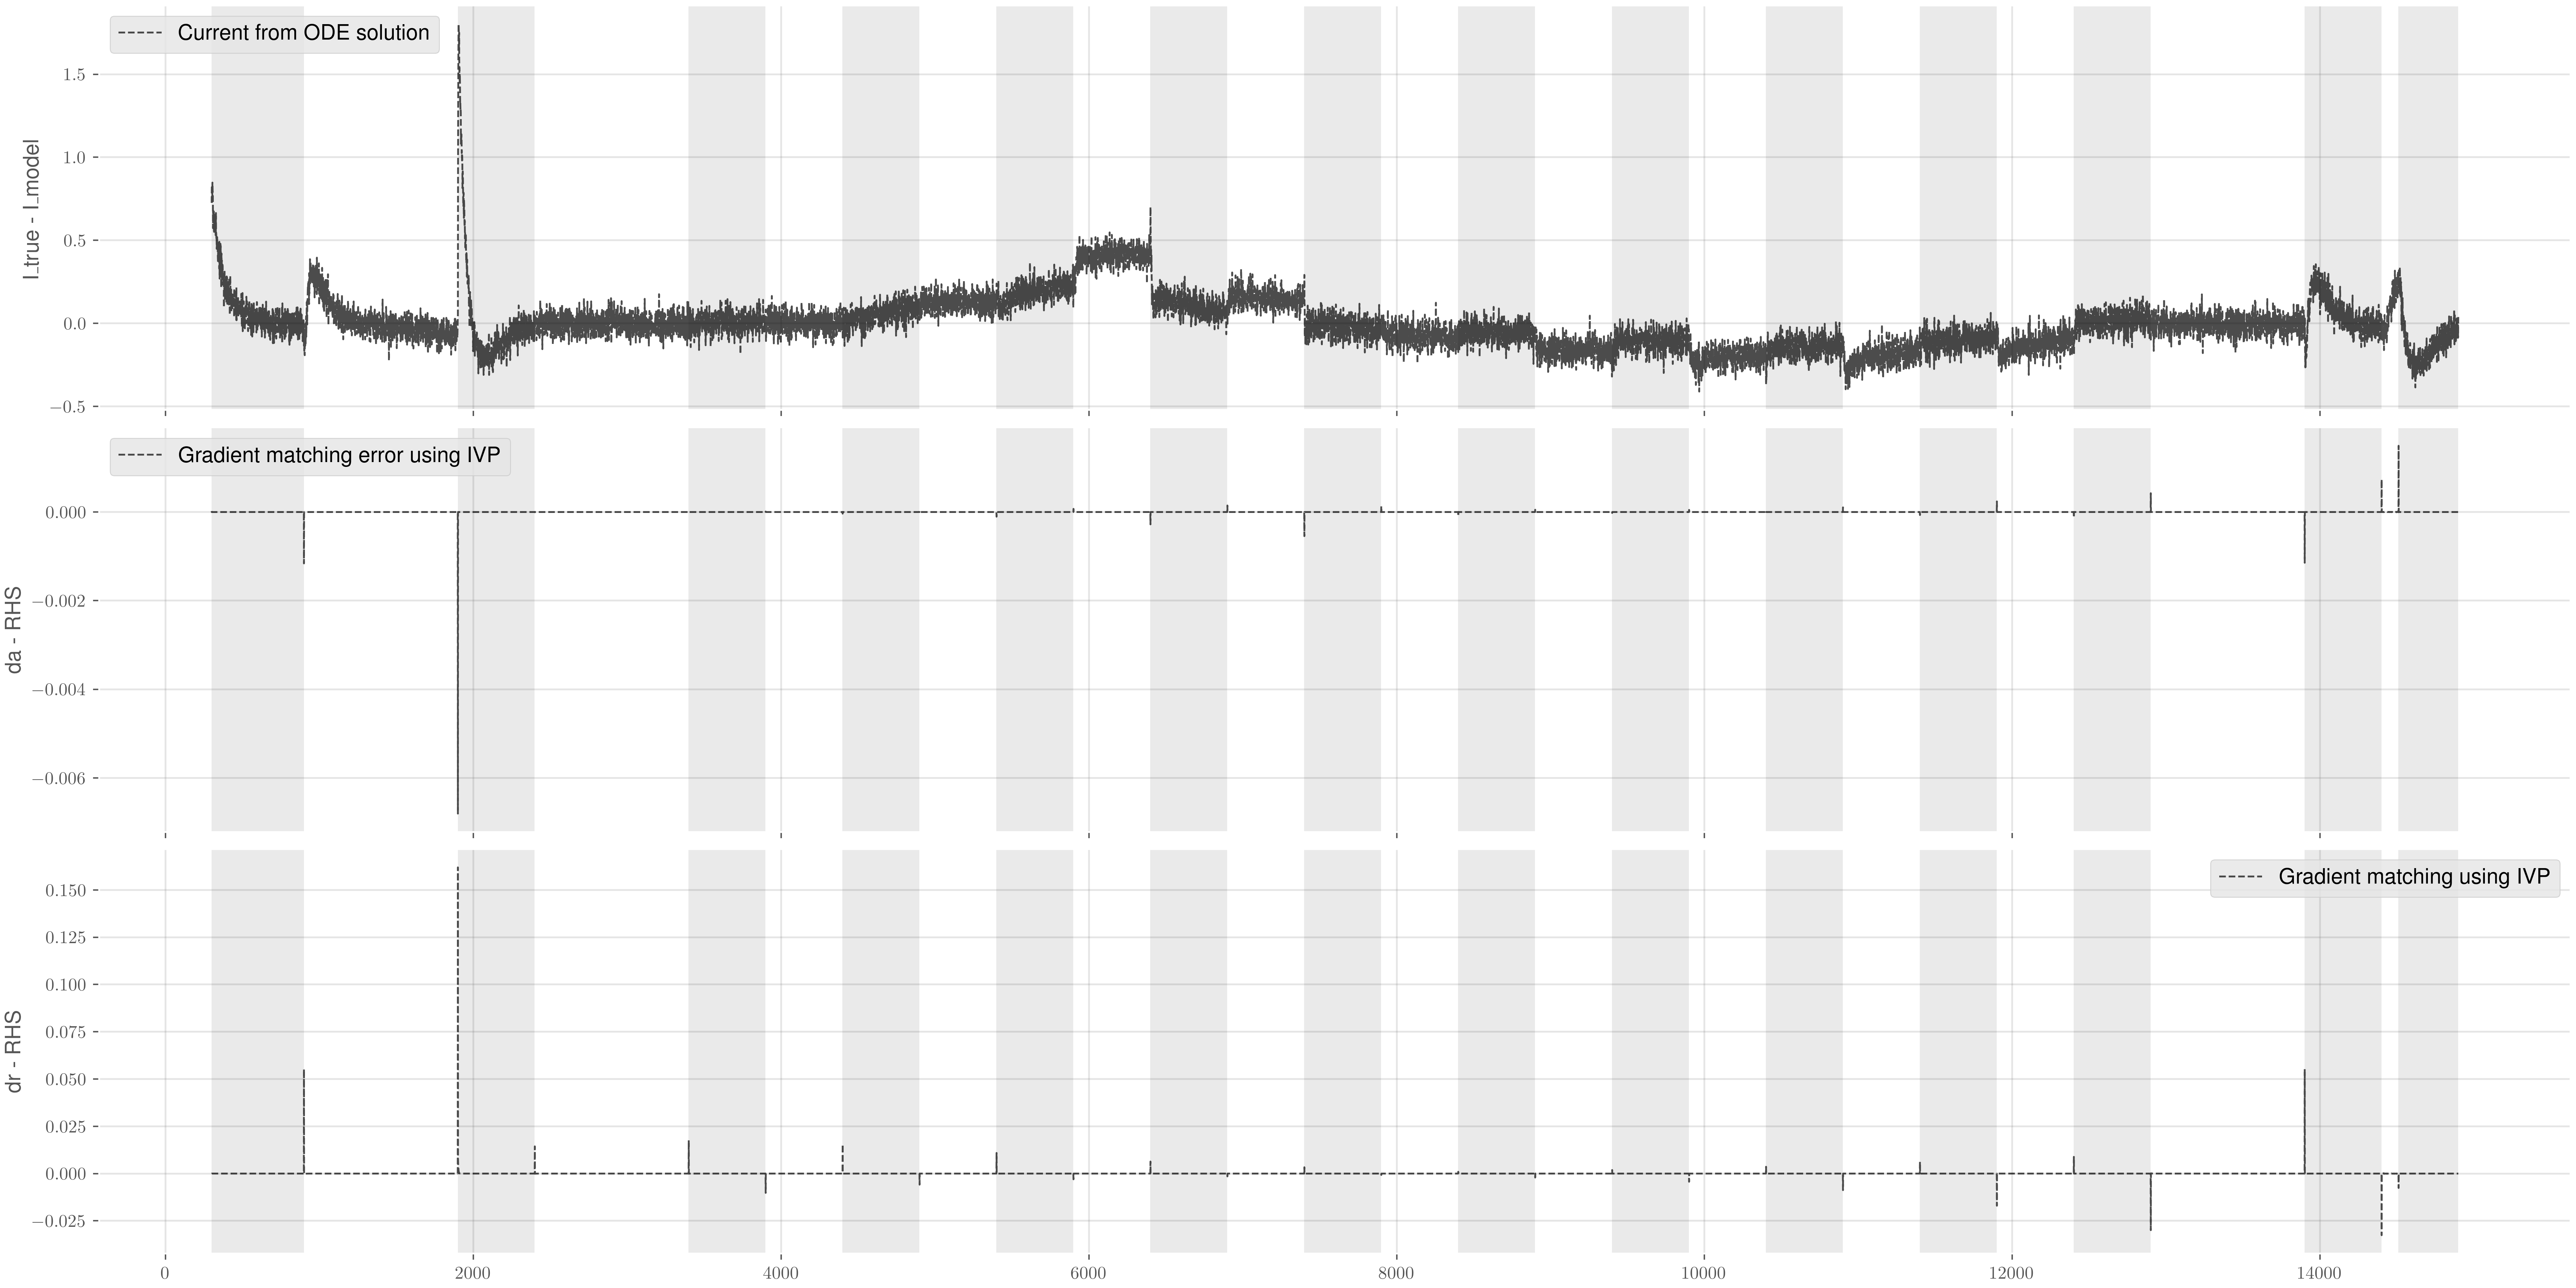 Current from ODE solution
I_true - I_model
1.5
1.0
0.5
0.0
−0.5
Gradient matching error using IVP
da - RHS
0.000
−0.002
−0.004
−0.006
Gradient matching using IVP
dr - RHS
0.150
0.125
0.100
0.075
0.050
0.025
0.000
−0.025
0 2000 4000 6000 8000 10000 12000 14000